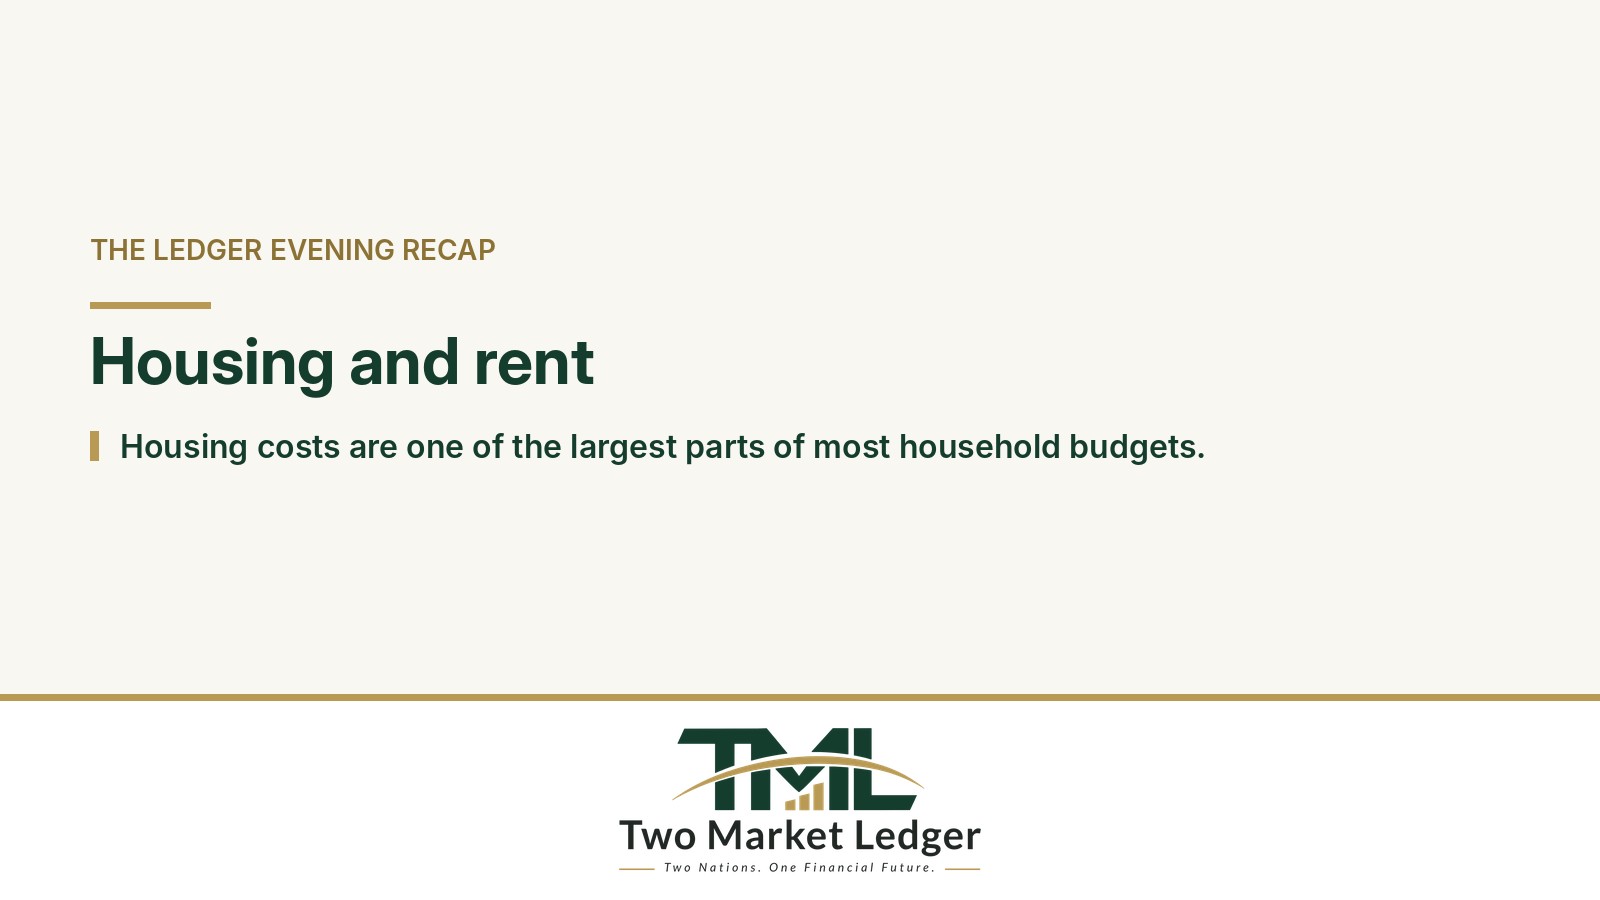 THE LEDGER EVENING RECAP
Housing and rent
Housing costs are one of the largest parts of most household budgets.
TML
Two Market Ledger
Two Nations. One Financial Future.